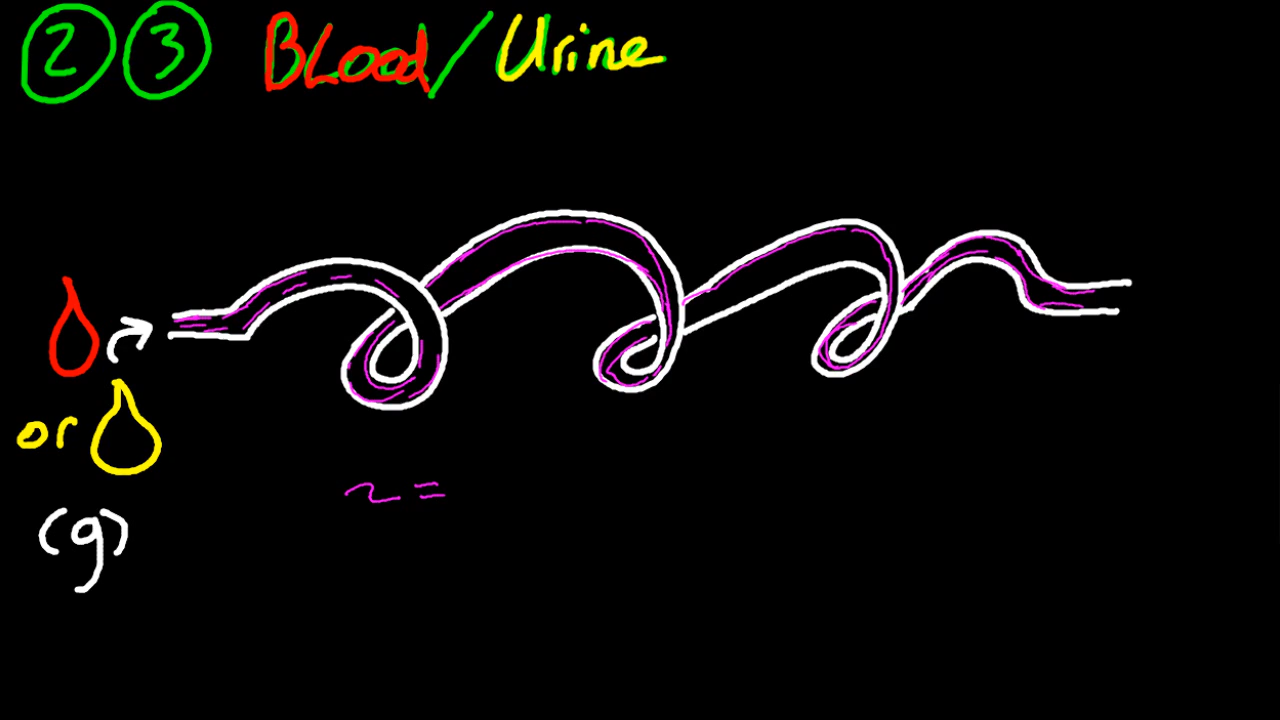 2 3 Blood/Urine
or
(g)
~ =